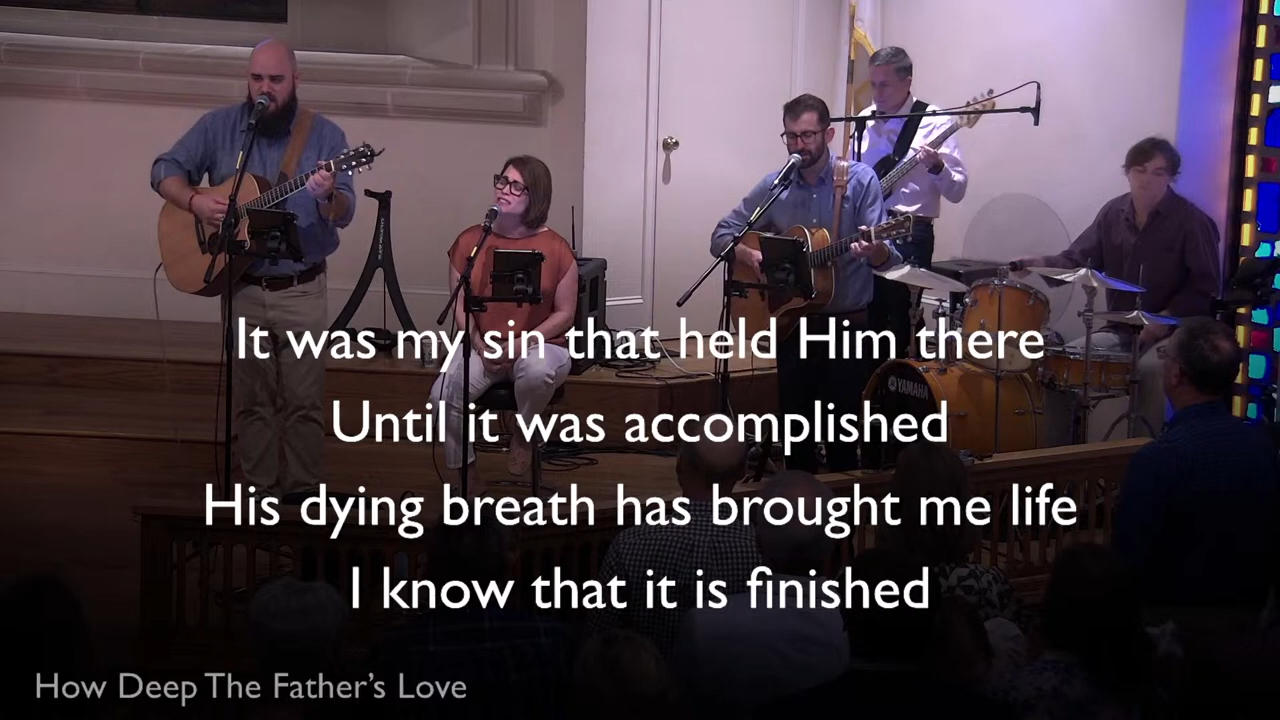 YAMAHA
It was my sin that held Him there
Until it was accomplished
His dying breath has brought me life
I know that it is finished
How Deep The Father's Love